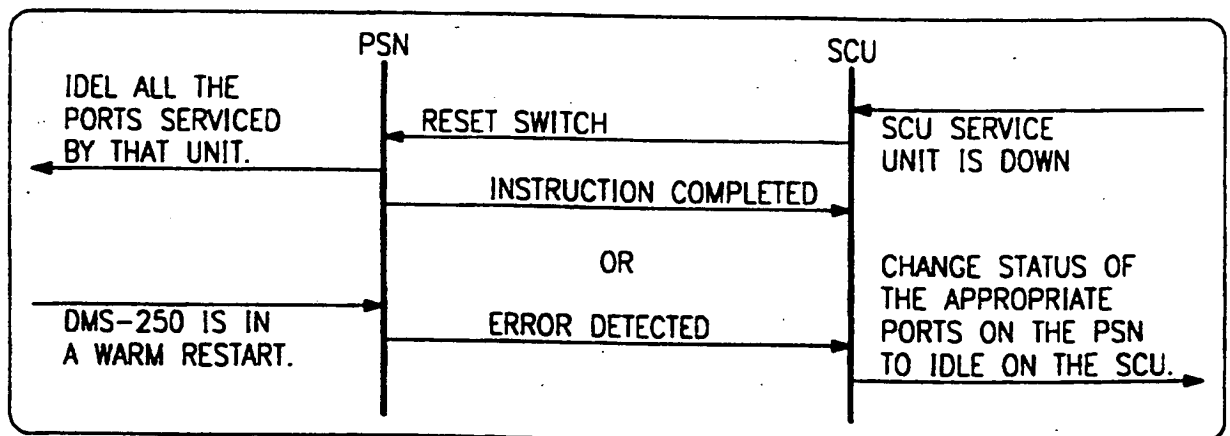 PSN
SCU
IDEL ALL THE
PORTS SERVICED
BY THAT UNIT.
RESET SWITCH
SCU SERVICE
UNIT IS DOWN
INSTRUCTION COMPLETED
OR
CHANGE STATUS OF
THE APPROPRIATE
PORTS ON THE PSN
TO IDLE ON THE SCU.
DMS-250 IS IN
A WARM RESTART.
ERROR DETECTED